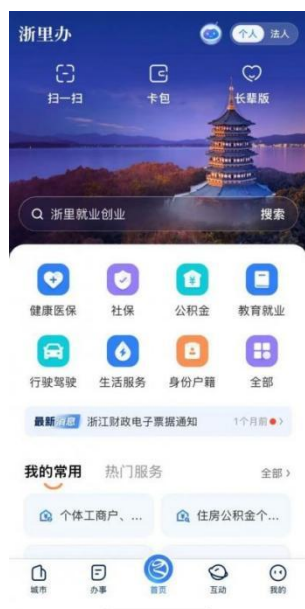 浙里办
个人 法人
扫一扫 卡包 长辈版
浙里就业创业 搜索
健康医保 社保 公积金 教育就业
行驶驾驶 生活服务 身份户籍 全部
最新消息 浙江财政电子票据通知 1个月前
我的常用 热门服务 全部
个体工商户、... 住房公积金个...
城市 办事 首页 互动 我的